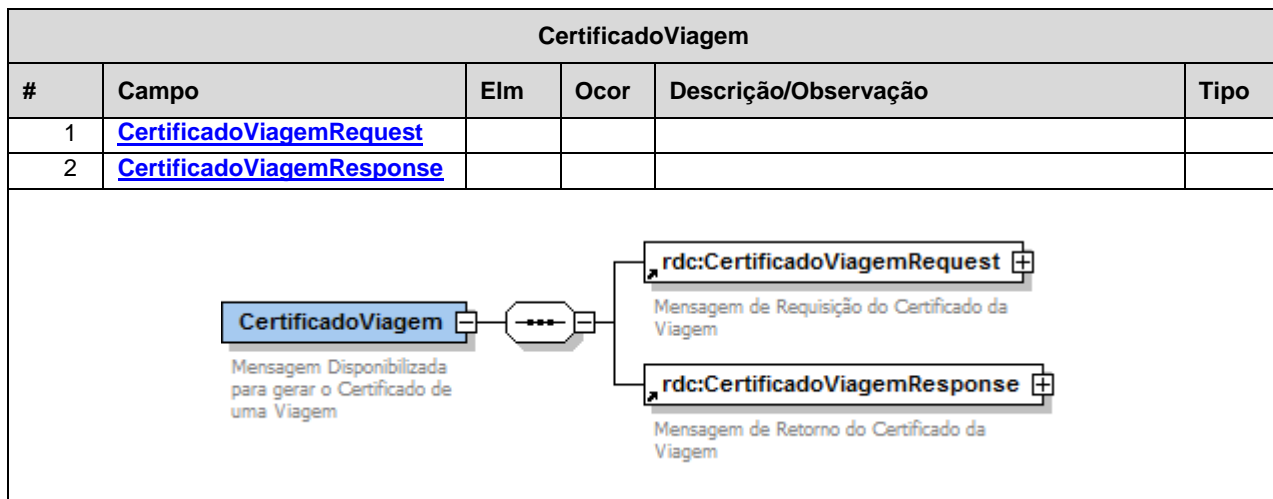 CertificadoViagem
# Campo Elm Ocor Descrição/Observação Tipo
1 CertificadoViagemRequest
2 CertificadoViagemResponse
rdc:CertificadoViagemRequest
Mensagem de Requisição do Certificado da
Viagem
CertificadoViagem
Mensagem Disponibilizada
para gerar o Certificado de
uma Viagem
rdc:CertificadoViagemResponse
Mensagem de Retorno do Certificado da
Viagem